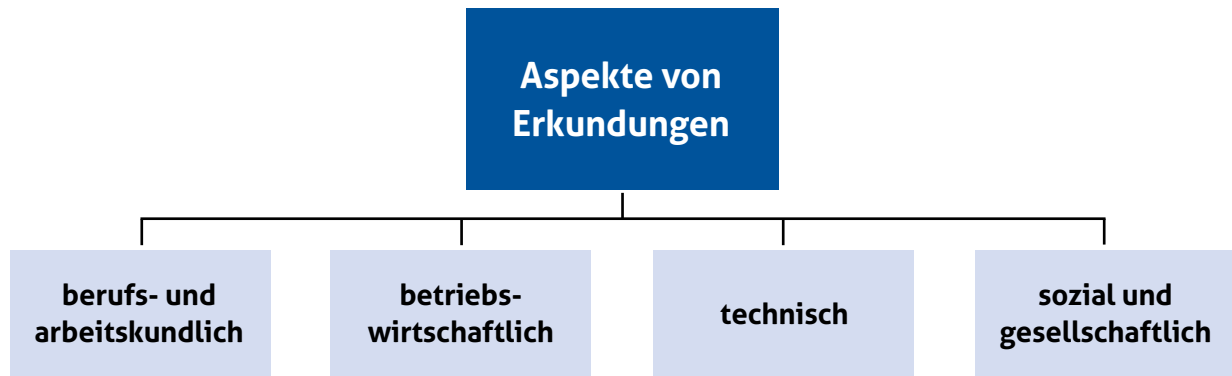 Aspekte von
Erkundungen
berufs- und
arbeitskundlich
betriebs-
wirtschaftlich
technisch
sozial und
gesellschaftlich